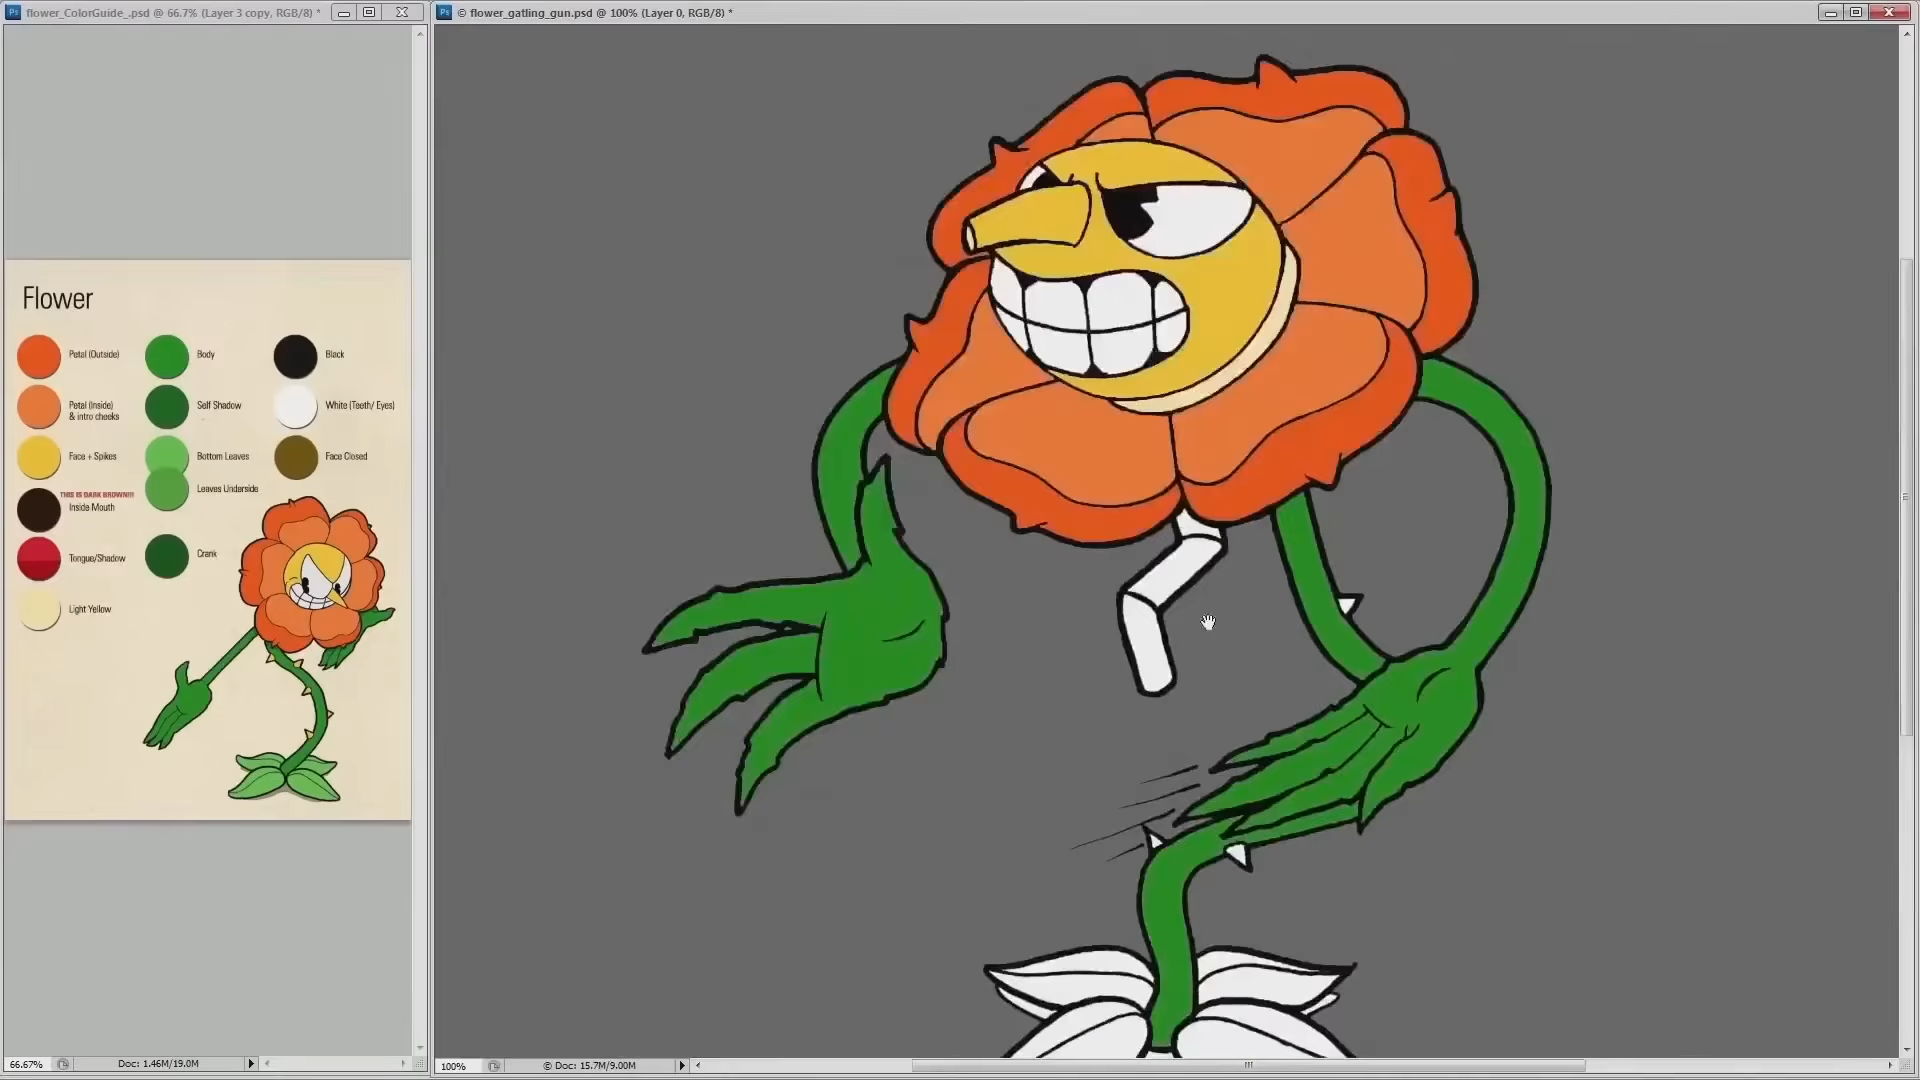 Ps flower_ColorGuide_.psd @ 66.7% (Layer 3 copy, RGB/8) *
Ps © flower_gatling_gun.psd @ 100% (Layer 0, RGB/8) *
Flower
Petal (Outside)
Body
Black
Petal (Inside)
& intro cheeks
Self Shadow
White (Teeth/ Eyes)
Face + Spikes
Bottom Leaves
Face Closed
Leaves Underside
THIS IS DARK BROWN!!!
Inside Mouth
Tongue/Shadow
Crank
Light Yellow
66.67%
Doc: 1.46M/19.0M
100%
© Doc: 15.7M/9.00M